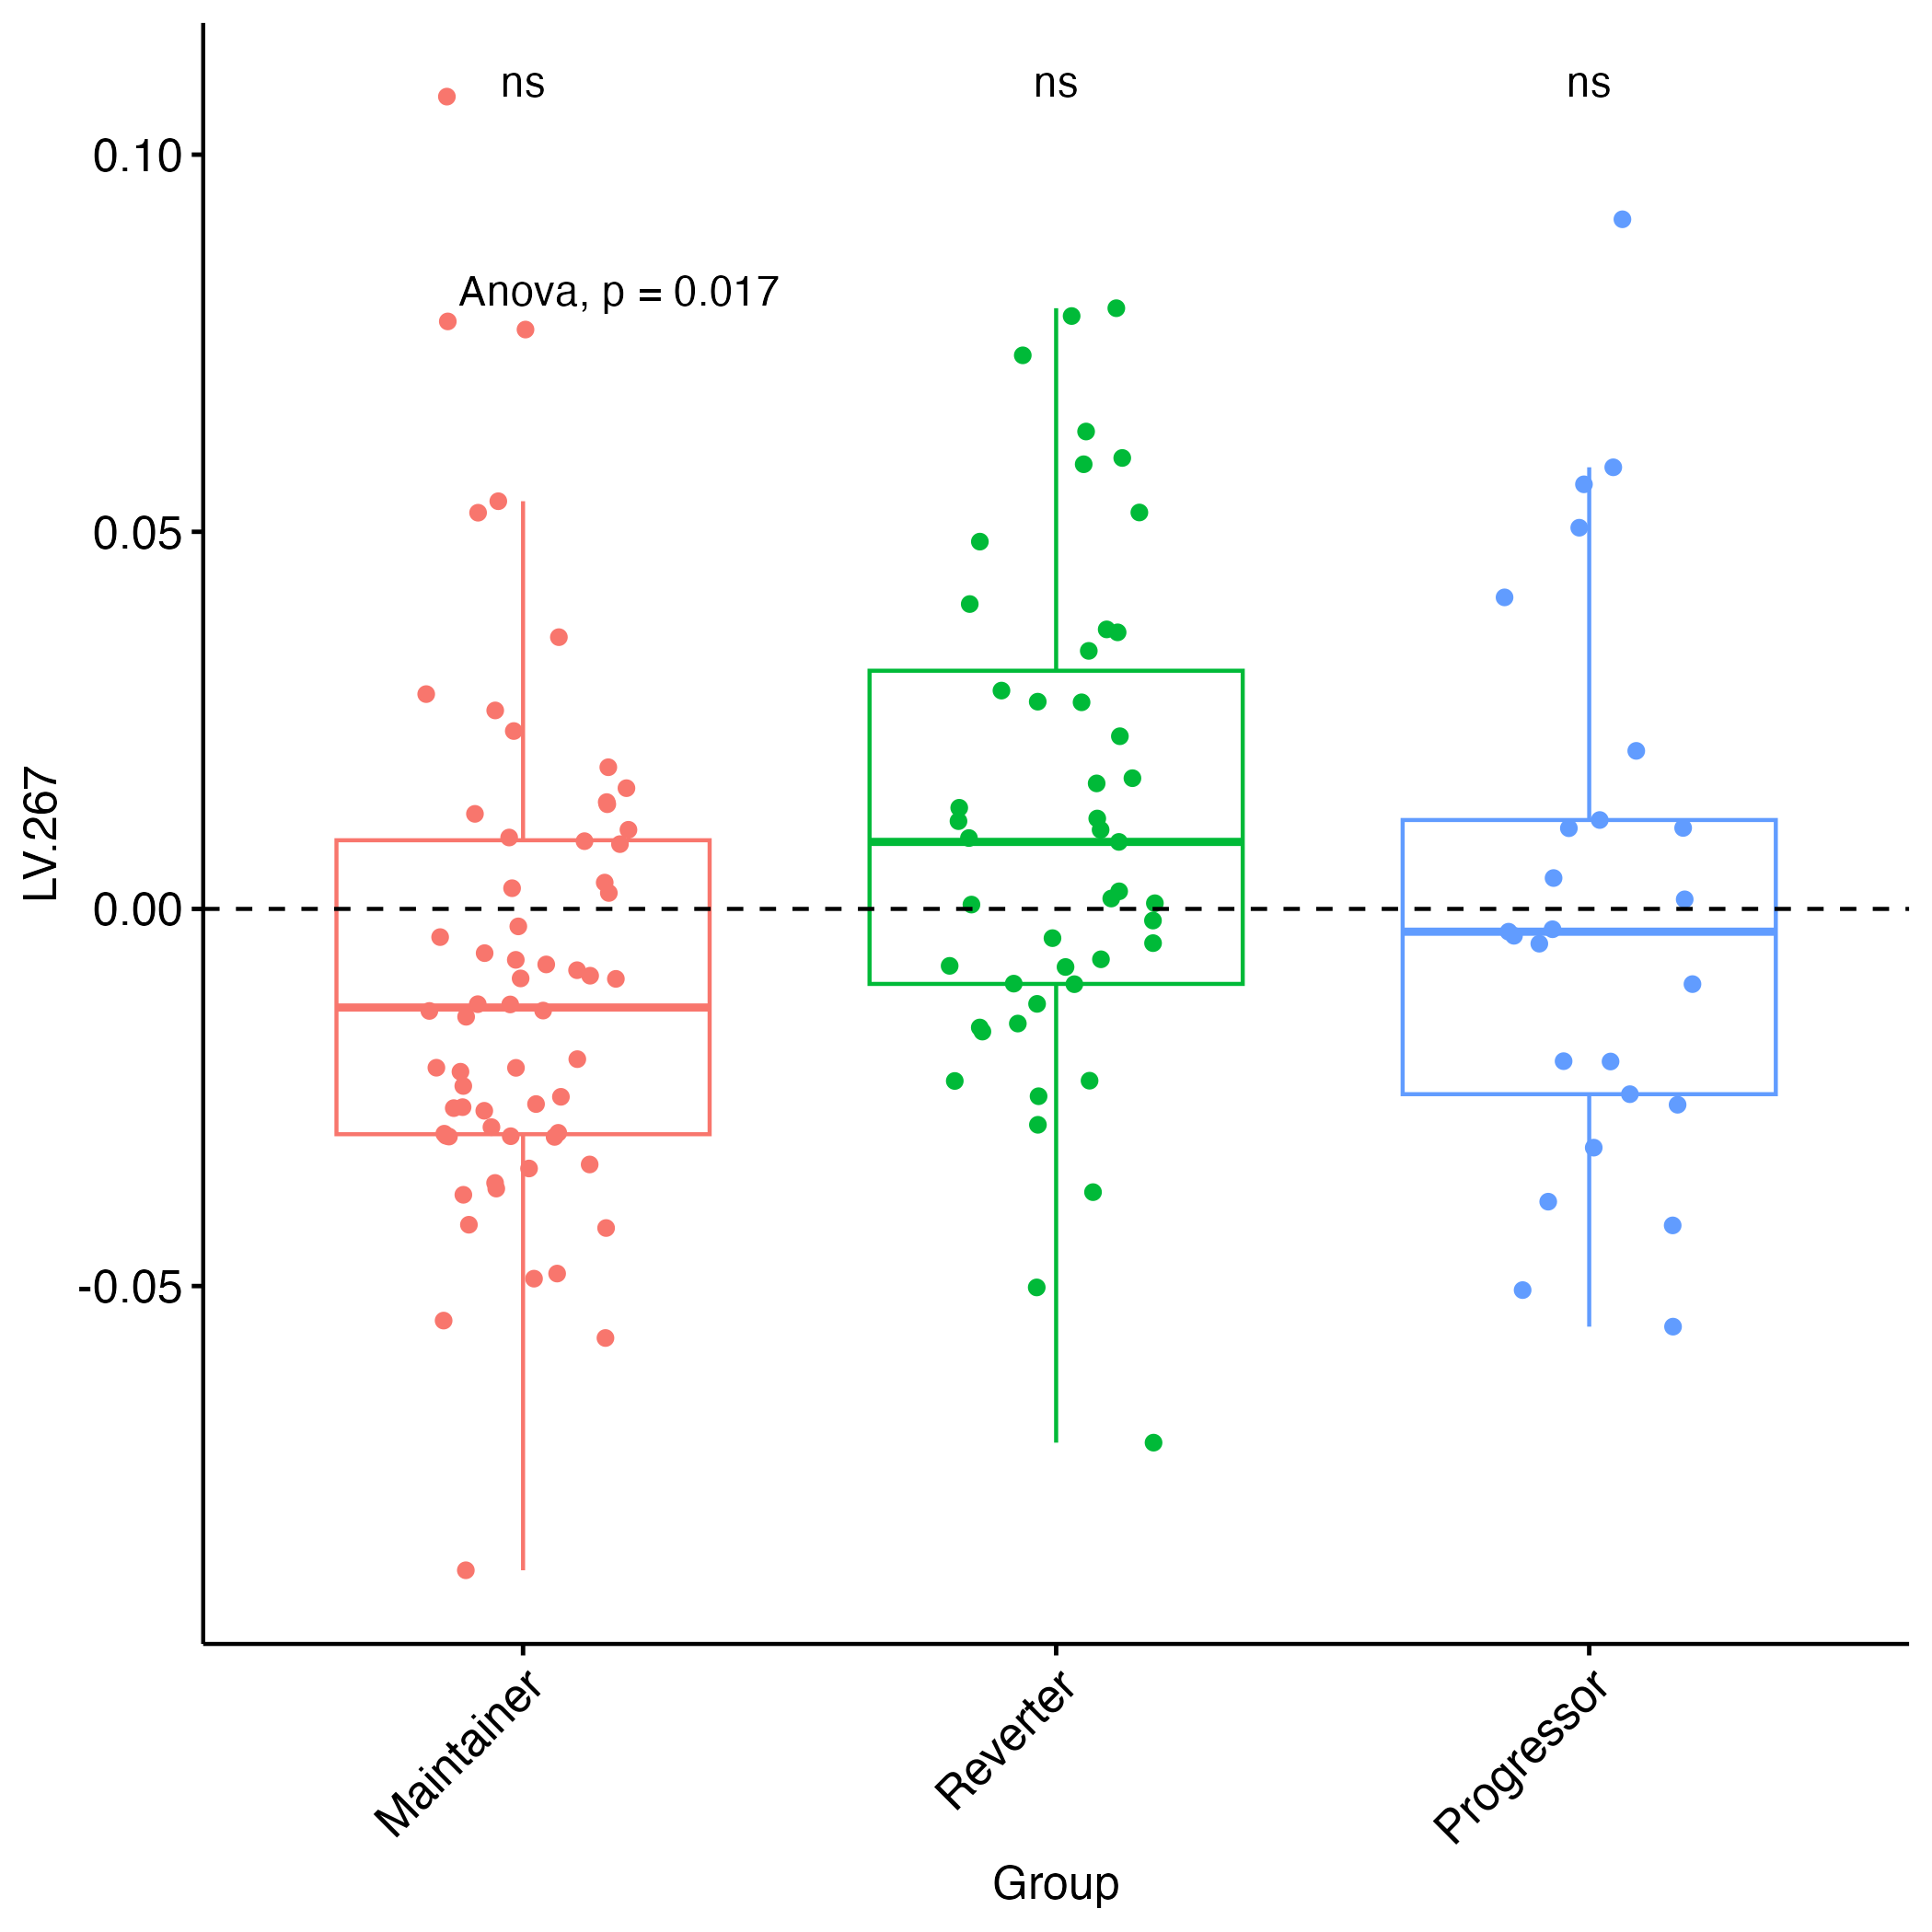 ns ns ns
Anova, p = 0.017
0.10
0.05
0.00
-0.05
LV.267
Maintainer
Reverter
Progressor
Group